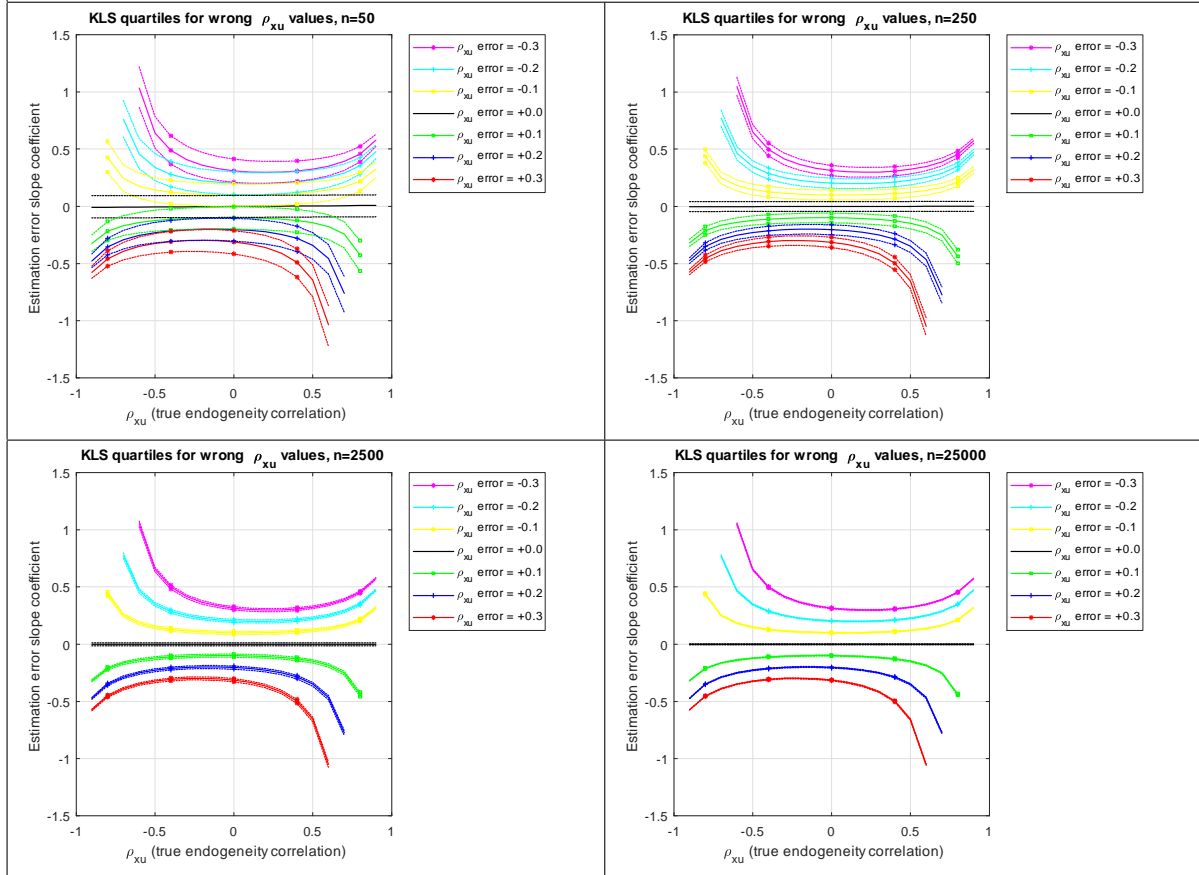 KLS quartiles for wrong ρxu values, n=50
1.5
1
0.5
0
-0.5
-1
-1.5
-1
-0.5
0
0.5
1
Estimation error slope coefficient
ρxu (true endogeneity correlation)
ρxu error = -0.3
ρxu error = -0.2
ρxu error = -0.1
ρxu error = +0.0
ρxu error = +0.1
ρxu error = +0.2
ρxu error = +0.3
KLS quartiles for wrong ρxu values, n=250
1.5
1
0.5
0
-0.5
-1
-1.5
-1
-0.5
0
0.5
1
Estimation error slope coefficient
ρxu (true endogeneity correlation)
ρxu error = -0.3
ρxu error = -0.2
ρxu error = -0.1
ρxu error = +0.0
ρxu error = +0.1
ρxu error = +0.2
ρxu error = +0.3
KLS quartiles for wrong ρxu values, n=2500
1.5
1
0.5
0
-0.5
-1
-1.5
-1
-0.5
0
0.5
1
Estimation error slope coefficient
ρxu (true endogeneity correlation)
ρxu error = -0.3
ρxu error = -0.2
ρxu error = -0.1
ρxu error = +0.0
ρxu error = +0.1
ρxu error = +0.2
ρxu error = +0.3
KLS quartiles for wrong ρxu values, n=25000
1.5
1
0.5
0
-0.5
-1
-1.5
-1
-0.5
0
0.5
1
Estimation error slope coefficient
ρxu (true endogeneity correlation)
ρxu error = -0.3
ρxu error = -0.2
ρxu error = -0.1
ρxu error = +0.0
ρxu error = +0.1
ρxu error = +0.2
ρxu error = +0.3